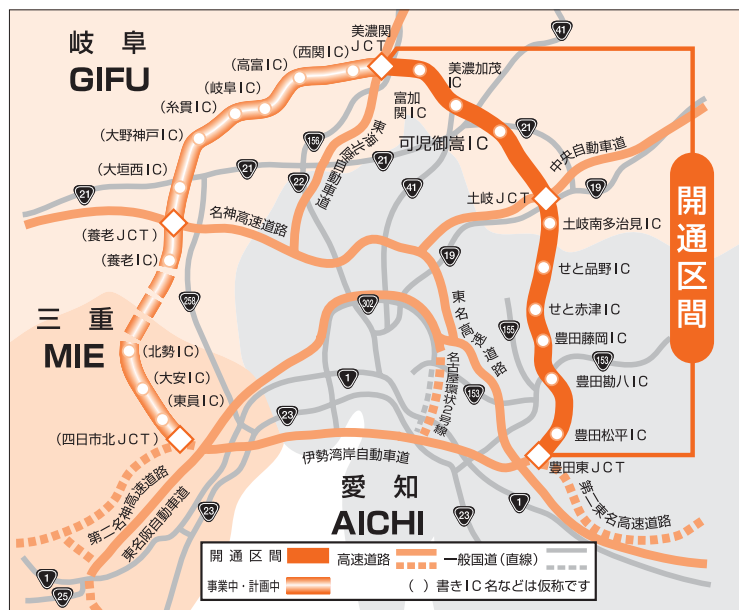 岐阜
GIFU
美濃関
JCT
(西関IC)
(高富IC)
(岐阜IC)
(糸貫IC)
(大野神戸IC)
(大垣西IC)
(養老JCT)
(養老IC)
富加
関IC
美濃加茂
IC
可児御嵩IC
土岐JCT
中央自動車道
土岐南多治見IC
せと品野IC
せと赤津IC
豊田藤岡IC
豊田勘八IC
豊田松平IC
豊田東JCT
開通区間
東海北陸自動車道
名神高速道路
東名高速道路
名古屋環状2号線
伊勢湾岸自動車道
第二東名高速道路
三重
MIE
(北勢IC)
(大安IC)
(東員IC)
(四日市北JCT)
第二名神高速道路
東名阪自動車道
愛知
AICHI
41
21
156
22
21
41
21
19
21
19
258
302
155
153
153
1
23
1
23
23
1
25
開通区間
高速道路
一般国道(直線)
事業中・計画中
( )書きIC名などは仮称です